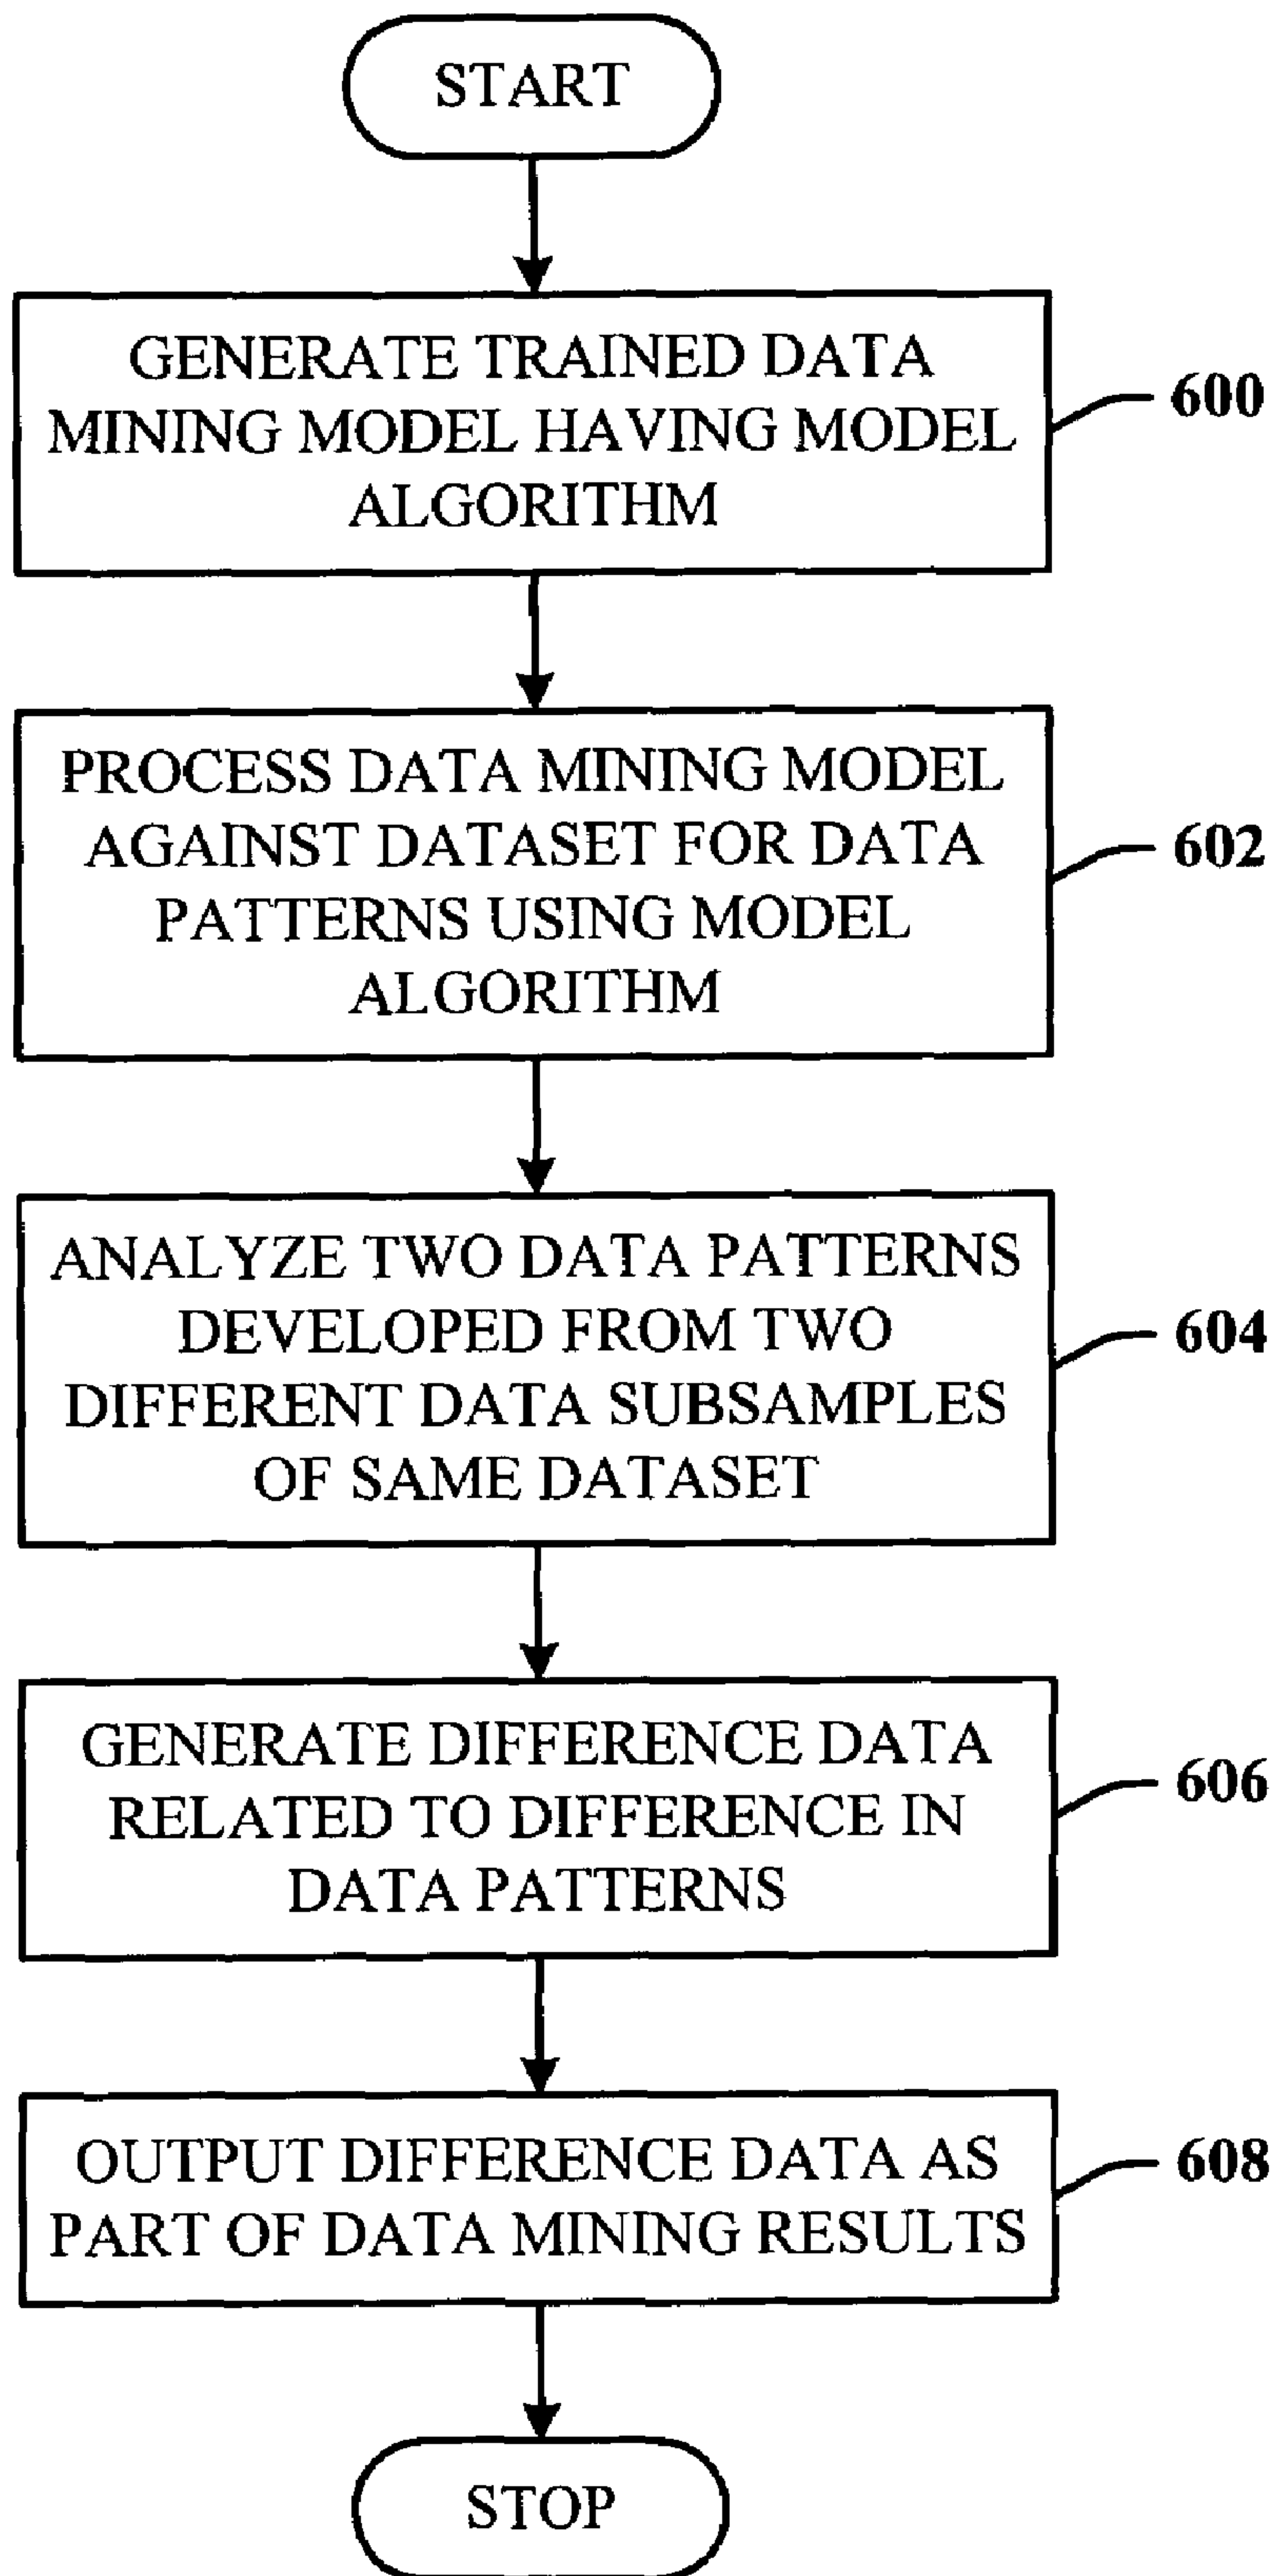 START
GENERATE TRAINED DATA
MINING MODEL HAVING MODEL
ALGORITHM
600
PROCESS DATA MINING MODEL
AGAINST DATASET FOR DATA
PATTERNS USING MODEL
ALGORITHM
602
ANALYZE TWO DATA PATTERNS
DEVELOPED FROM TWO
DIFFERENT DATA SUBSAMPLES
OF SAME DATASET
604
GENERATE DIFFERENCE DATA
RELATED TO DIFFERENCE IN
DATA PATTERNS
606
OUTPUT DIFFERENCE DATA AS
PART OF DATA MINING RESULTS
608
STOP